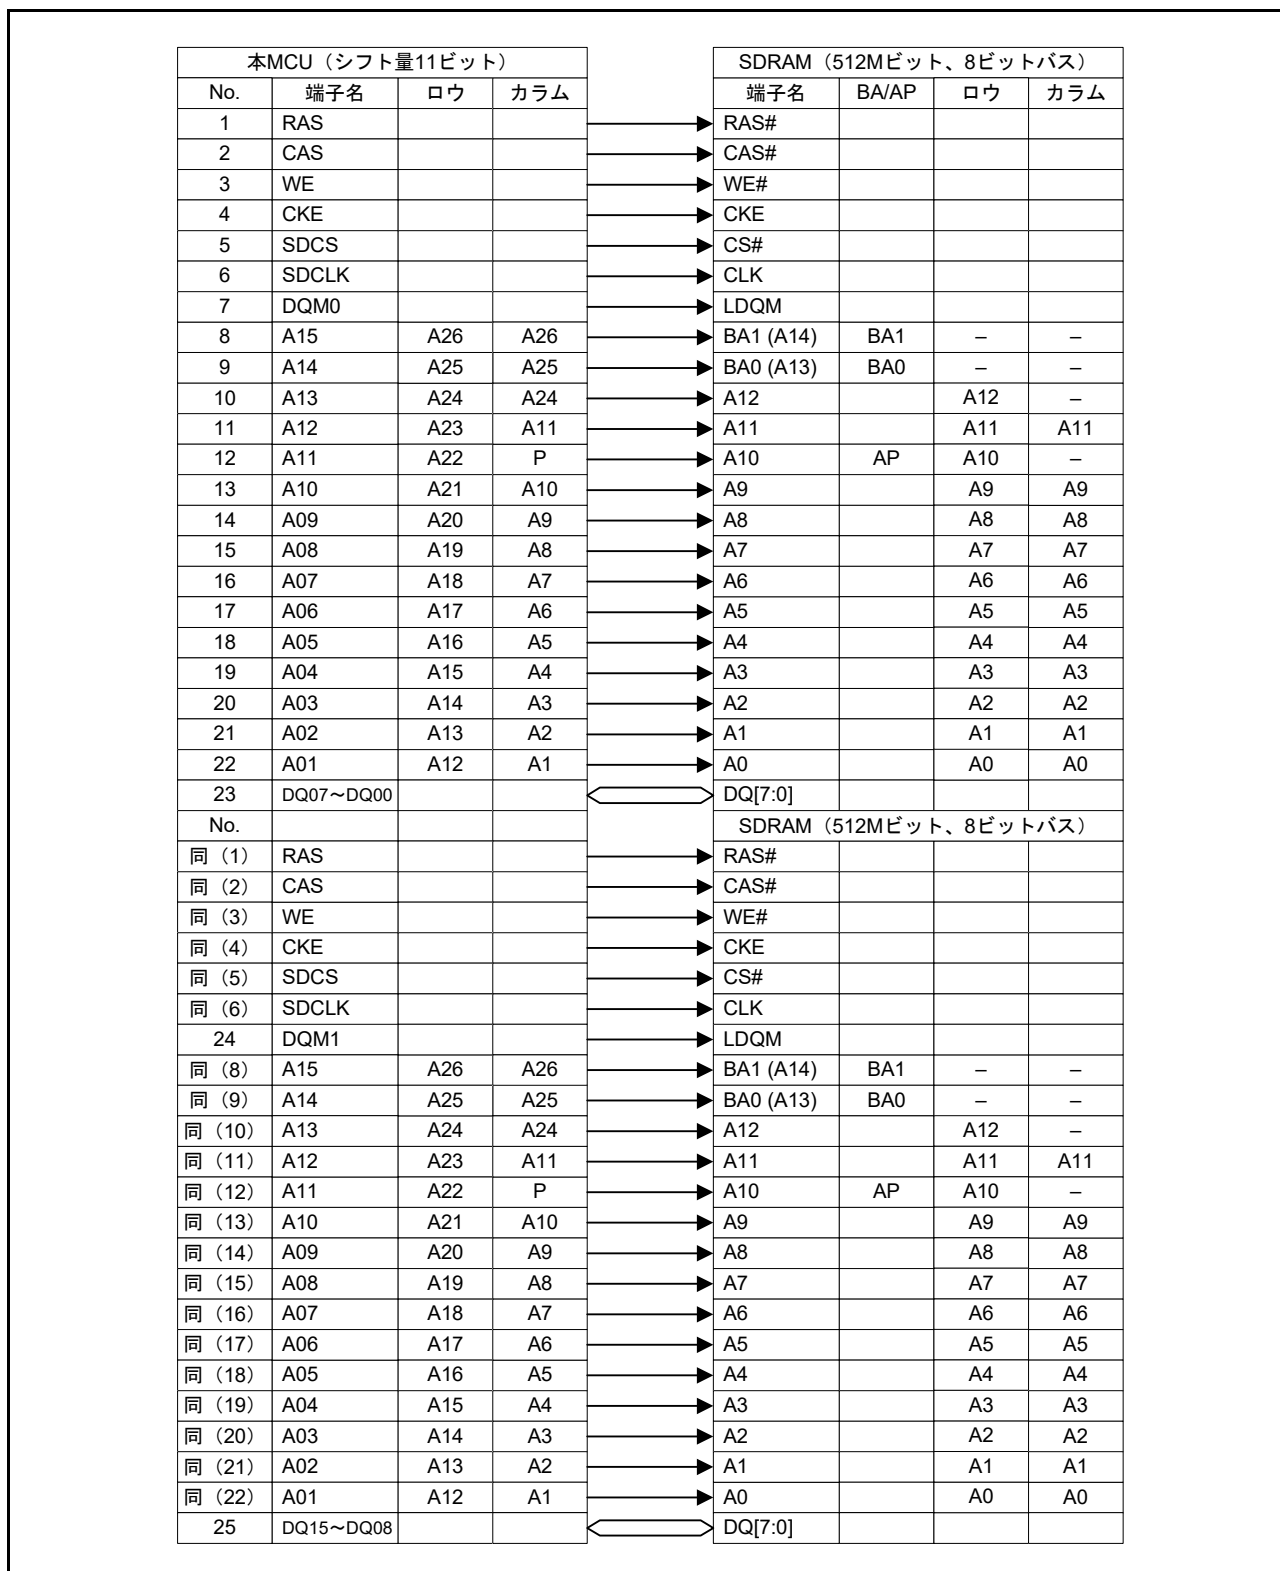 本MCU（シフト量11ビット） SDRAM（512Mビット、8ビットバス）
No. 端子名 ロウ カラム 端子名 BA/AP ロウ カラム
1 RAS RAS#
2 CAS CAS#
3 WE WE#
4 CKE CKE
5 SDCS CS#
6 SDCLK CLK
7 DQM0 LDQM
8 A15 A26 A26 BA1 (A14) BA1 – –
9 A14 A25 A25 BA0 (A13) BA0 – –
10 A13 A24 A24 A12 A12 –
11 A12 A23 A11 A11 A11 A11
12 A11 A22 P A10 AP A10 –
13 A10 A21 A10 A9 A9 A9
14 A09 A20 A9 A8 A8 A8
15 A08 A19 A8 A7 A7 A7
16 A07 A18 A7 A6 A6 A6
17 A06 A17 A6 A5 A5 A5
18 A05 A16 A5 A4 A4 A4
19 A04 A15 A4 A3 A3 A3
20 A03 A14 A3 A2 A2 A2
21 A02 A13 A2 A1 A1 A1
22 A01 A12 A1 A0 A0 A0
23 DQ07～DQ00 DQ[7:0]
No. SDRAM（512Mビット、8ビットバス）
同（1） RAS RAS#
同（2） CAS CAS#
同（3） WE WE#
同（4） CKE CKE
同（5） SDCS CS#
同（6） SDCLK CLK
24 DQM1 LDQM
同（8） A15 A26 A26 BA1 (A14) BA1 – –
同（9） A14 A25 A25 BA0 (A13) BA0 – –
同（10） A13 A24 A24 A12 A12 –
同（11） A12 A23 A11 A11 A11 A11
同（12） A11 A22 P A10 AP A10 –
同（13） A10 A21 A10 A9 A9 A9
同（14） A09 A20 A9 A8 A8 A8
同（15） A08 A19 A8 A7 A7 A7
同（16） A07 A18 A7 A6 A6 A6
同（17） A06 A17 A6 A5 A5 A5
同（18） A05 A16 A5 A4 A4 A4
同（19） A04 A15 A4 A3 A3 A3
同（20） A03 A14 A3 A2 A2 A2
同（21） A02 A13 A2 A1 A1 A1
同（22） A01 A12 A1 A0 A0 A0
25 DQ15～DQ08 DQ[7:0]